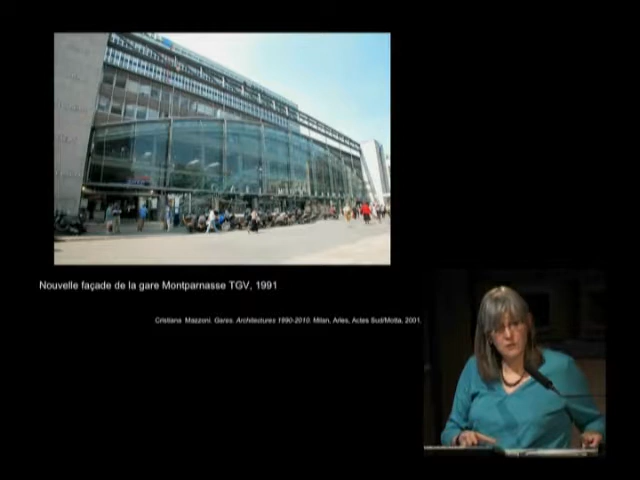 Nouvelle façade de la gare Montparnasse TGV, 1991
Cristiana Mazzoni. Gares. Architectures 1990-2010. Milan, Arles, Actes Sud/Motta, 2001.